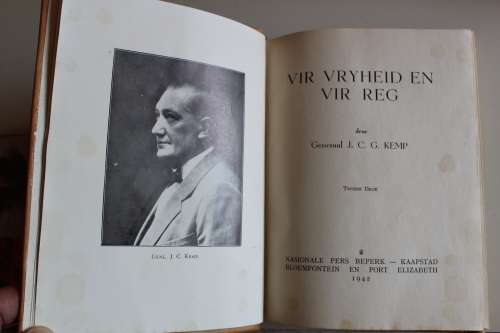 GENL. J. C. KEMP
VIR VRYHEID EN
VIR REG
deur
Generaal J. C. G. KEMP
TWEEDE DRUK
NASIONALE PERS BEPERK — KAAPSTAD
BLOEMFONTEIN EN PORT ELIZABETH
1942